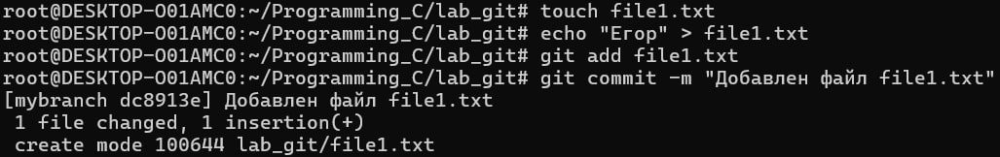 root@DESKTOP-O01AMC0:~/Programming_C/lab_git# touch file1.txt
root@DESKTOP-O01AMC0:~/Programming_C/lab_git# echo "Егор" > file1.txt
root@DESKTOP-O01AMC0:~/Programming_C/lab_git# git add file1.txt
root@DESKTOP-O01AMC0:~/Programming_C/lab_git# git commit -m "Добавлен файл file1.txt"
[mybranch dc8913e] Добавлен файл file1.txt
 1 file changed, 1 insertion(+)
 create mode 100644 lab_git/file1.txt